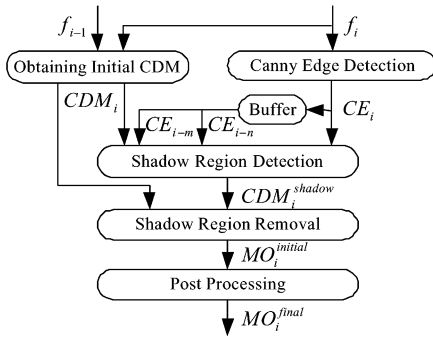 f_{i-1} f_i
Obtaining Initial CDM Canny Edge Detection
CDM_i CE_i
Buffer
CE_{i-m} CE_{i-n}
Shadow Region Detection
CDM_i^{shadow}
Shadow Region Removal
MO_i^{initial}
Post Processing
MO_i^{final}